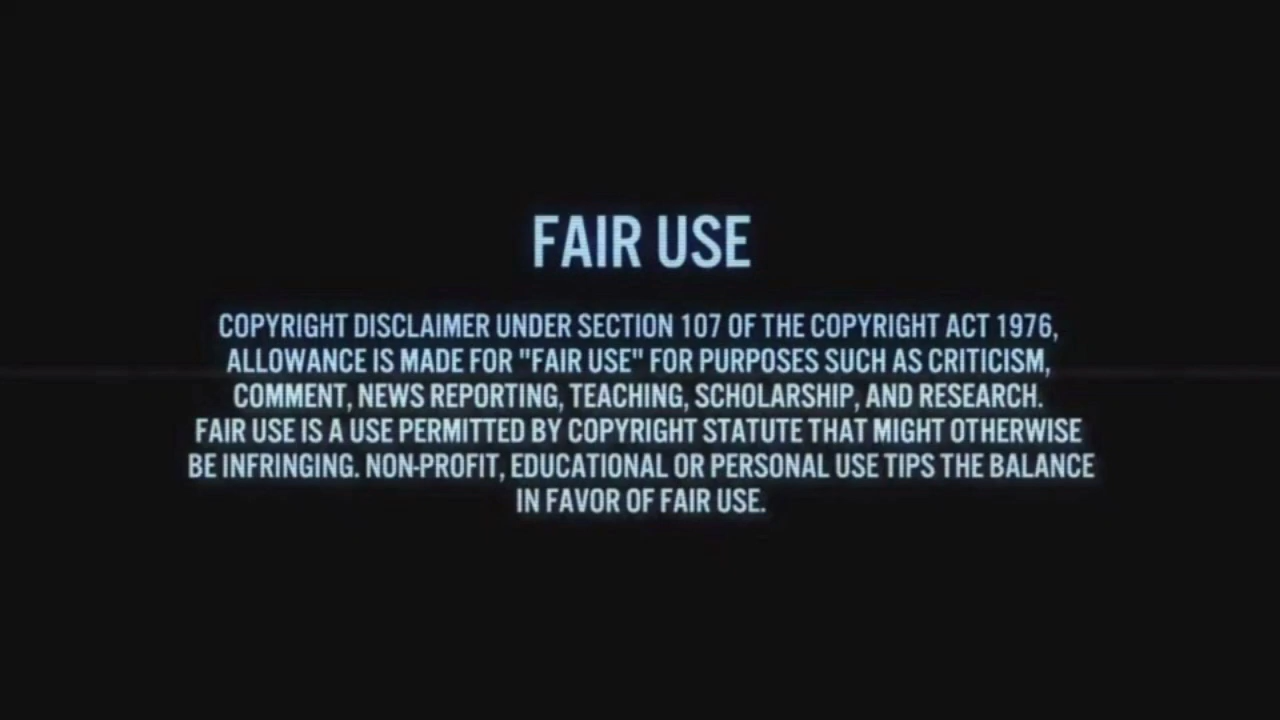 FAIR USE
COPYRIGHT DISCLAIMER UNDER SECTION 107 OF THE COPYRIGHT ACT 1976,
ALLOWANCE IS MADE FOR "FAIR USE" FOR PURPOSES SUCH AS CRITICISM,
COMMENT, NEWS REPORTING, TEACHING, SCHOLARSHIP, AND RESEARCH.
FAIR USE IS A USE PERMITTED BY COPYRIGHT STATUTE THAT MIGHT OTHERWISE
BE INFRINGING. NON-PROFIT, EDUCATIONAL OR PERSONAL USE TIPS THE BALANCE
IN FAVOR OF FAIR USE.